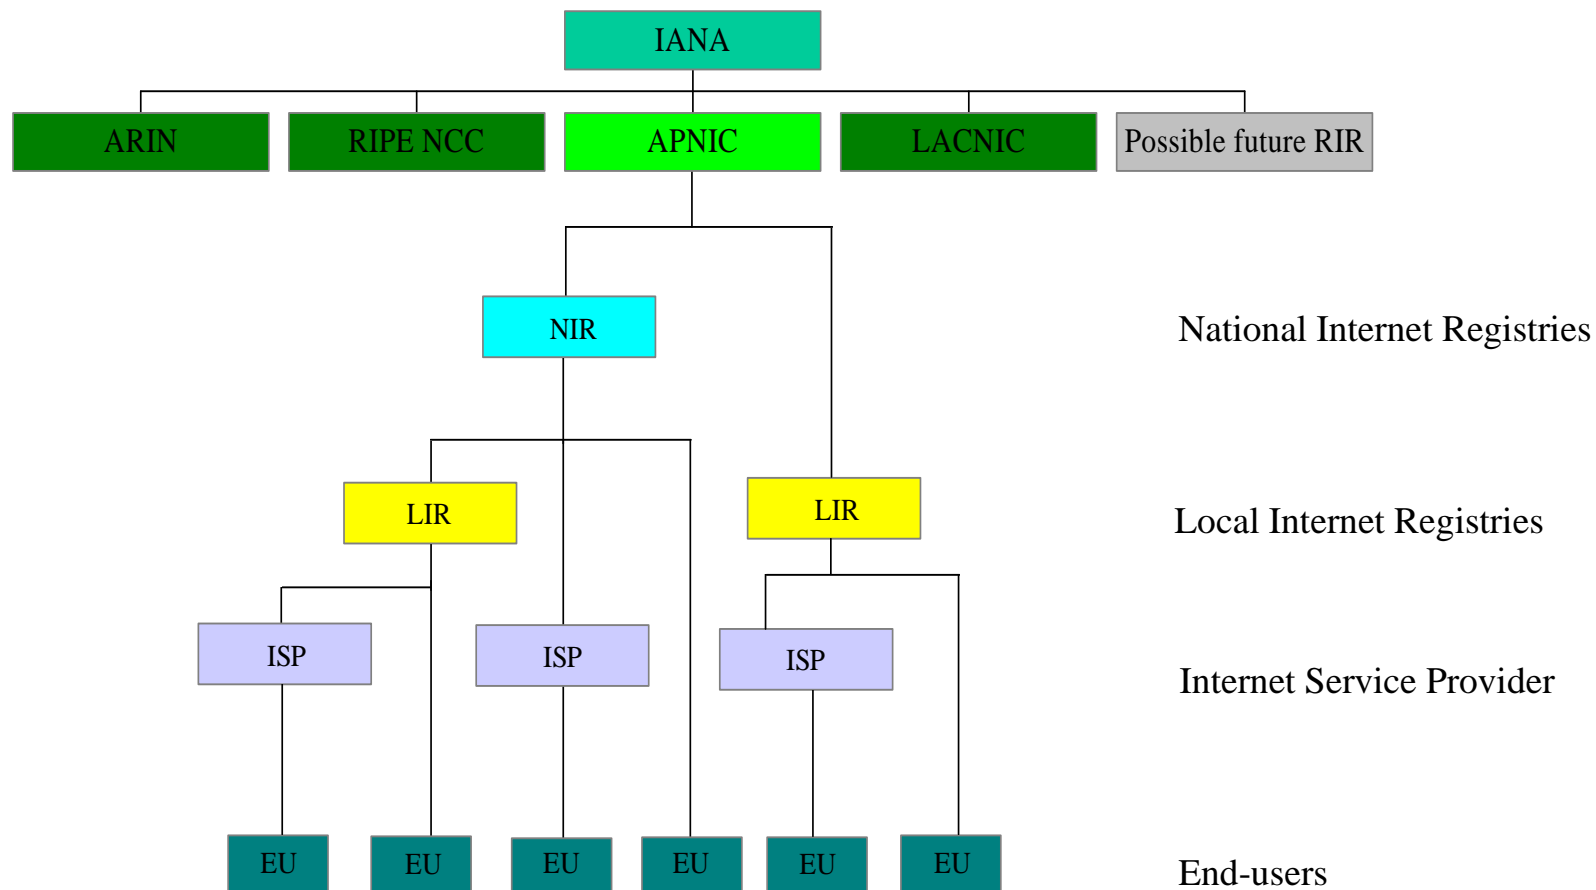 IANA
ARIN
RIPE NCC
APNIC
LACNIC
Possible future RIR
NIR
National Internet Registries
LIR
LIR
Local Internet Registries
ISP
ISP
ISP
Internet Service Provider
EU
EU
EU
EU
EU
EU
End-users